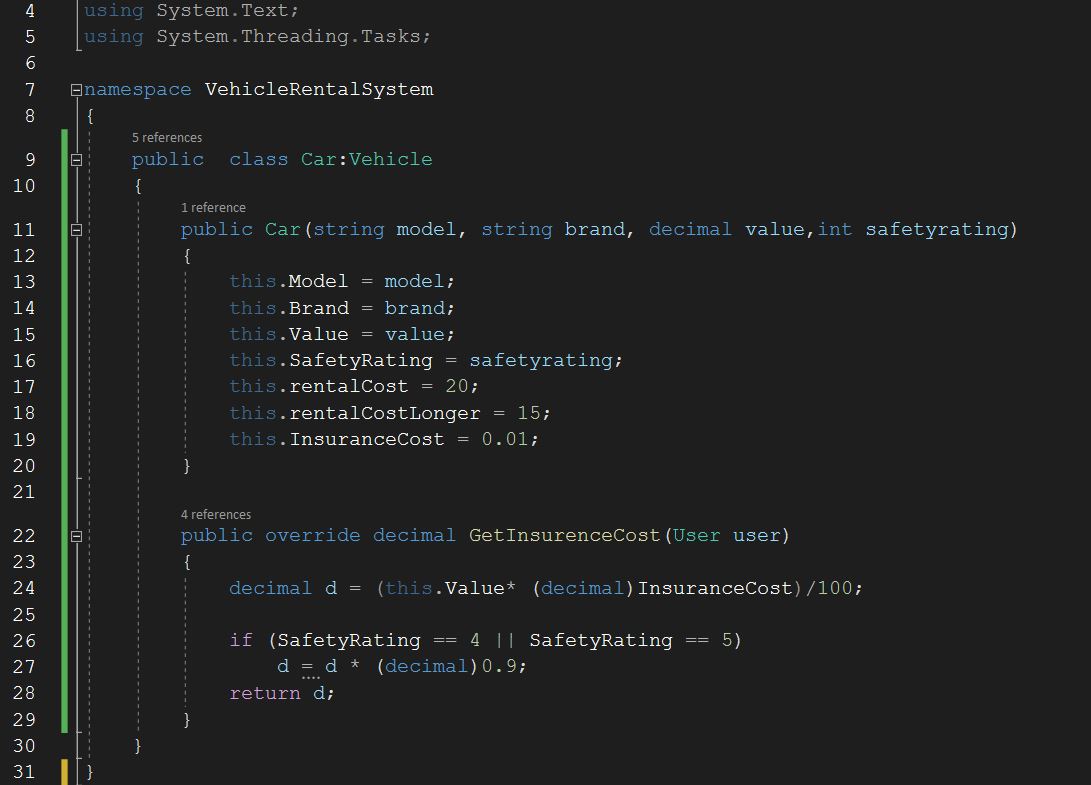 4 using System.Text;
5 using System.Threading.Tasks;
6
7 namespace VehicleRentalSystem
8 {
5 references
9 public  class Car:Vehicle
10 {
1 reference
11 public Car(string model, string brand, decimal value,int safetyrating)
12 {
13 this.Model = model;
14 this.Brand = brand;
15 this.Value = value;
16 this.SafetyRating = safetyrating;
17 this.rentalCost = 20;
18 this.rentalCostLonger = 15;
19 this.InsuranceCost = 0.01;
20 }
21
4 references
22 public override decimal GetInsurenceCost(User user)
23 {
24 decimal d = (this.Value* (decimal)InsuranceCost)/100;
25
26 if (SafetyRating == 4 || SafetyRating == 5)
27 d = d * (decimal)0.9;
28 return d;
29 }
30 }
31 }